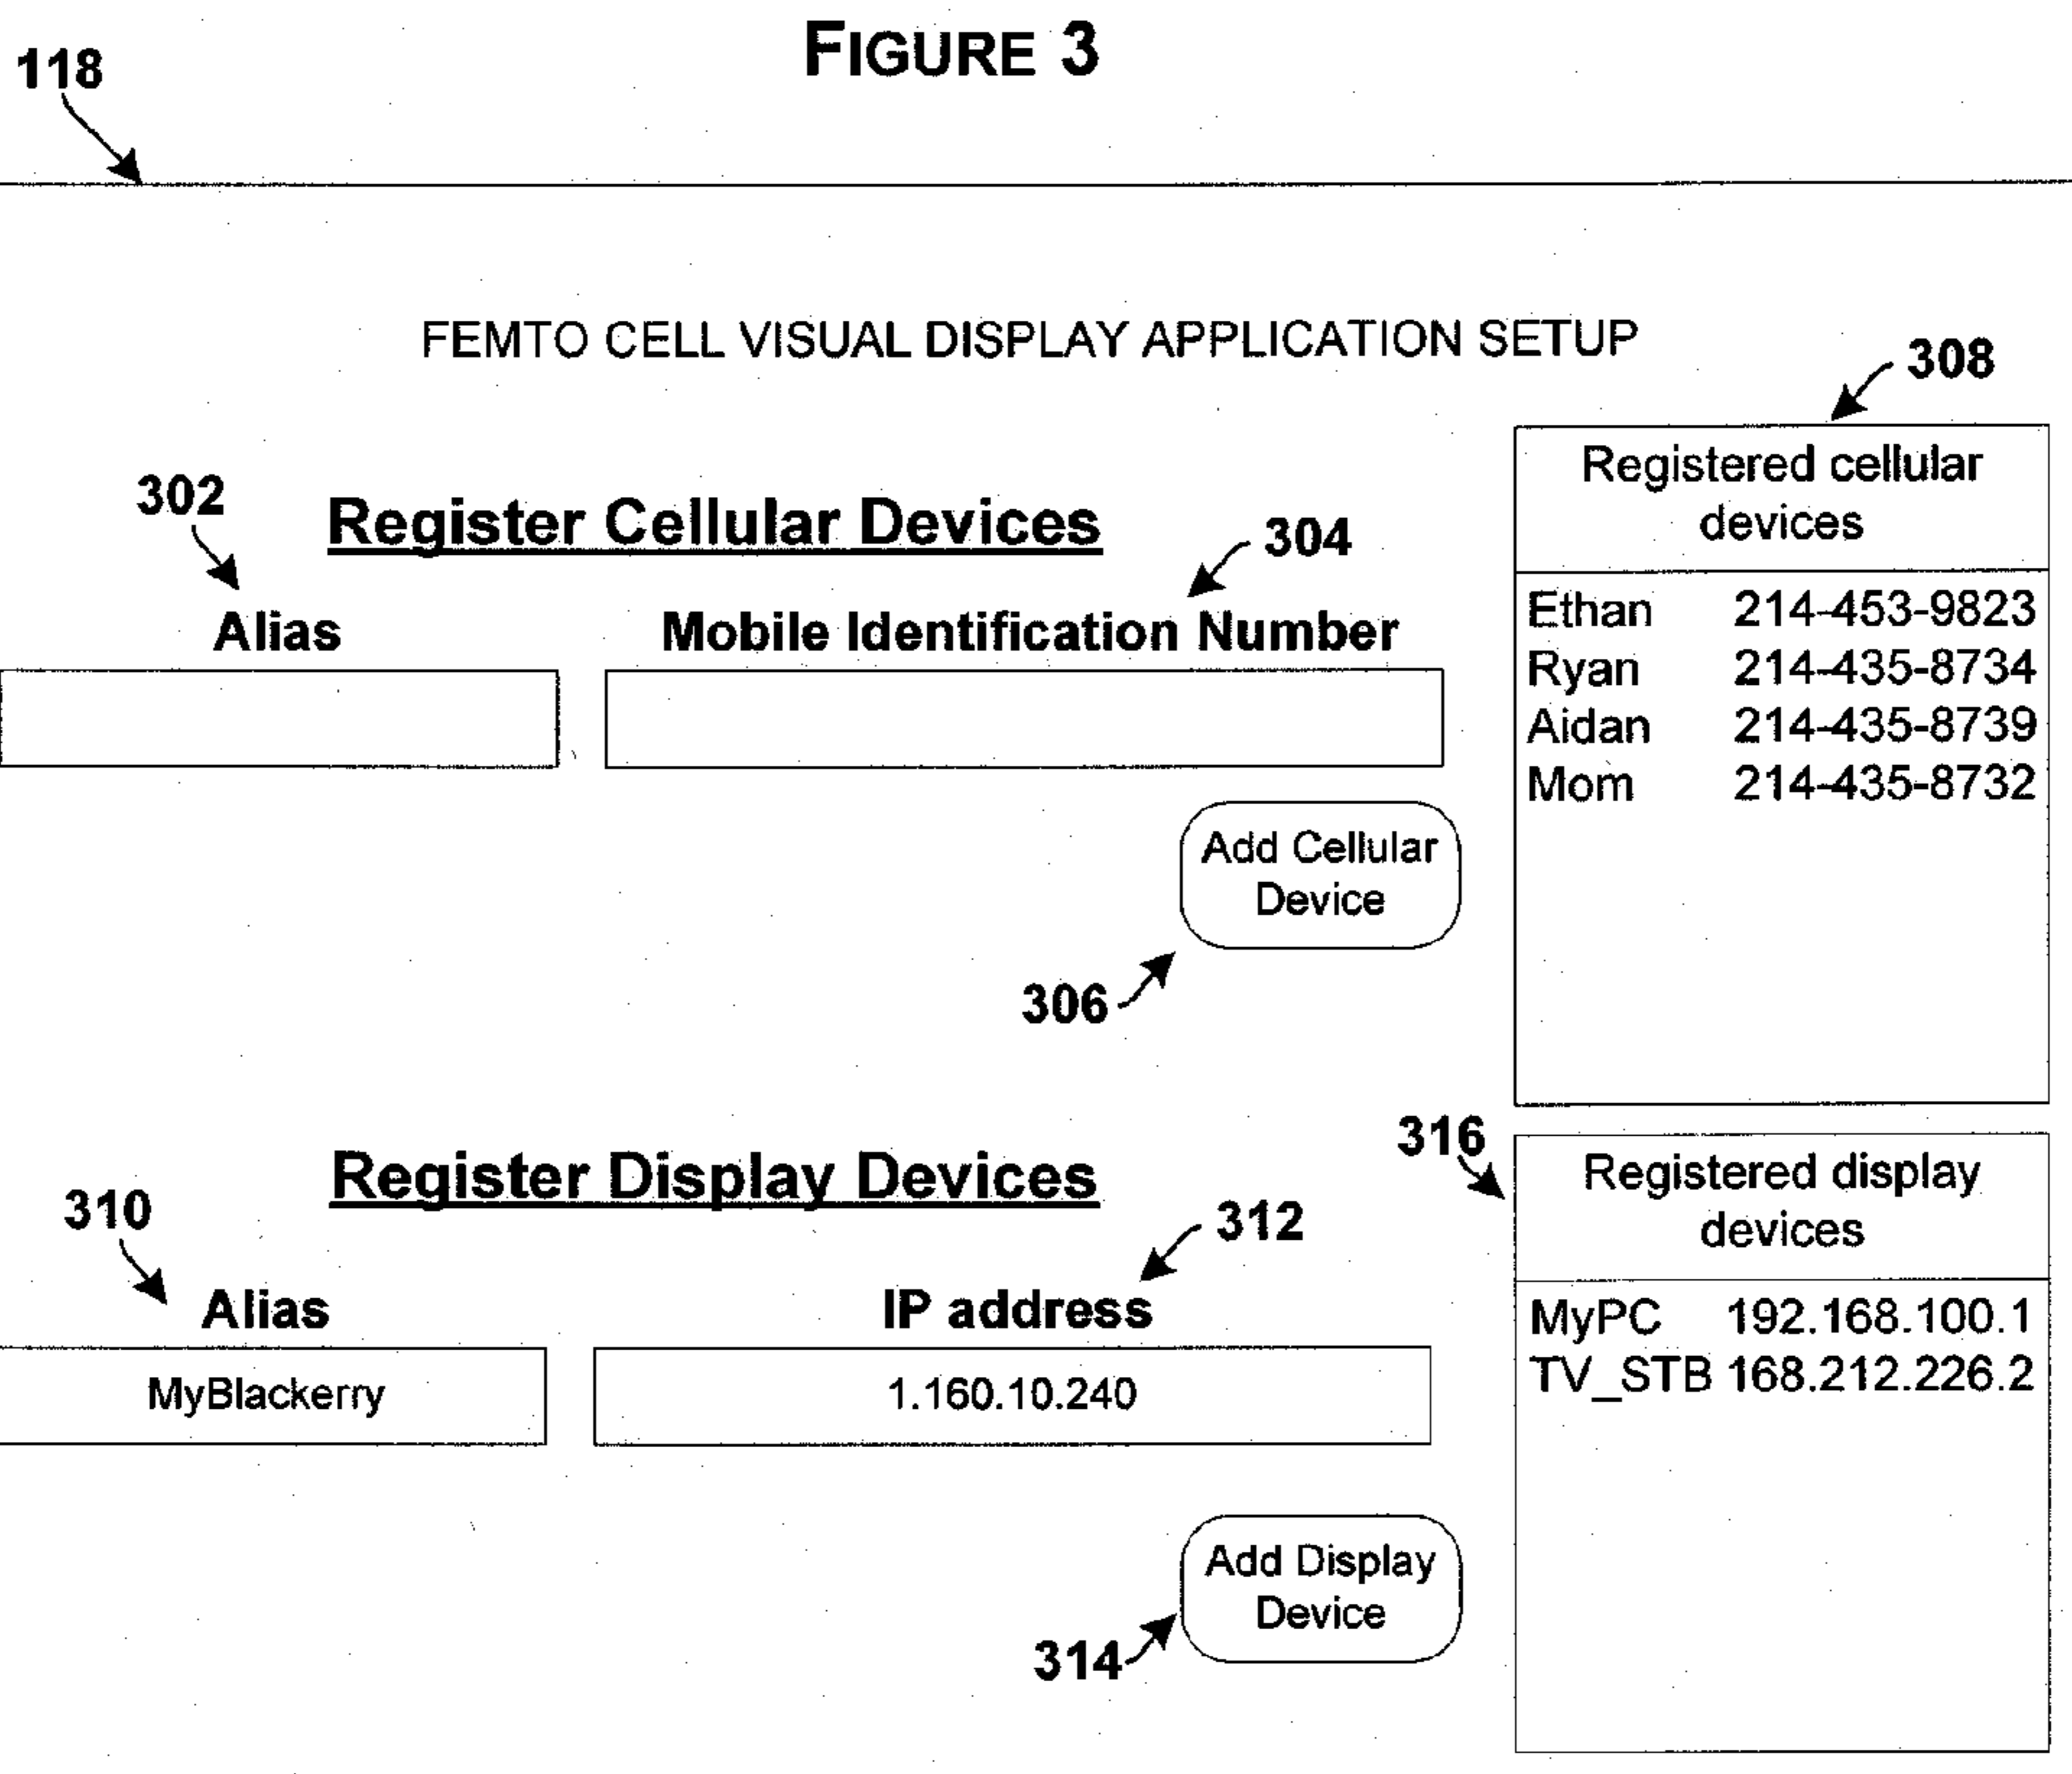 FIGURE 3
118
FEMTO CELL VISUAL DISPLAY APPLICATION SETUP
308
Registered cellular
devices
302
Register Cellular Devices
304
Alias
Mobile Identification Number
Ethan 214-453-9823
Ryan 214-435-8734
Aidan 214-435-8739
Mom 214-435-8732
Add Cellular
Device
306
316
Registered display
devices
Register Display Devices
310
312
Alias
IP address
MyPC 192.168.100.1
TV_STB 168.212.226.2
MyBlackerry
1.160.10.240
Add Display
Device
314